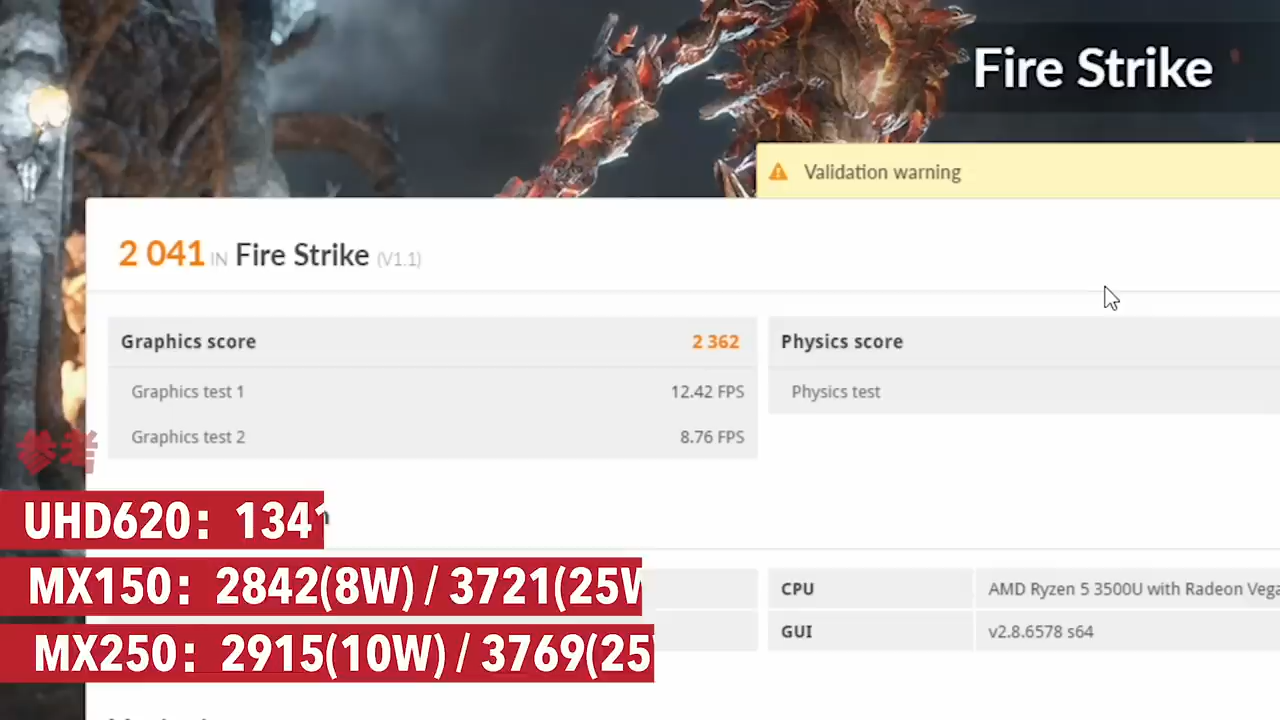 Fire Strike
Validation warning
2 041 IN Fire Strike (V1.1)
Graphics score 2 362
Graphics test 1 12.42 FPS
Graphics test 2 8.76 FPS
Physics score
Physics test
参考
UHD620：1341
MX150：2842(8W) / 3721(25W
MX250：2915(10W) / 3769(25
CPU AMD Ryzen 5 3500U with Radeon Vega
GUI v2.8.6578 s64